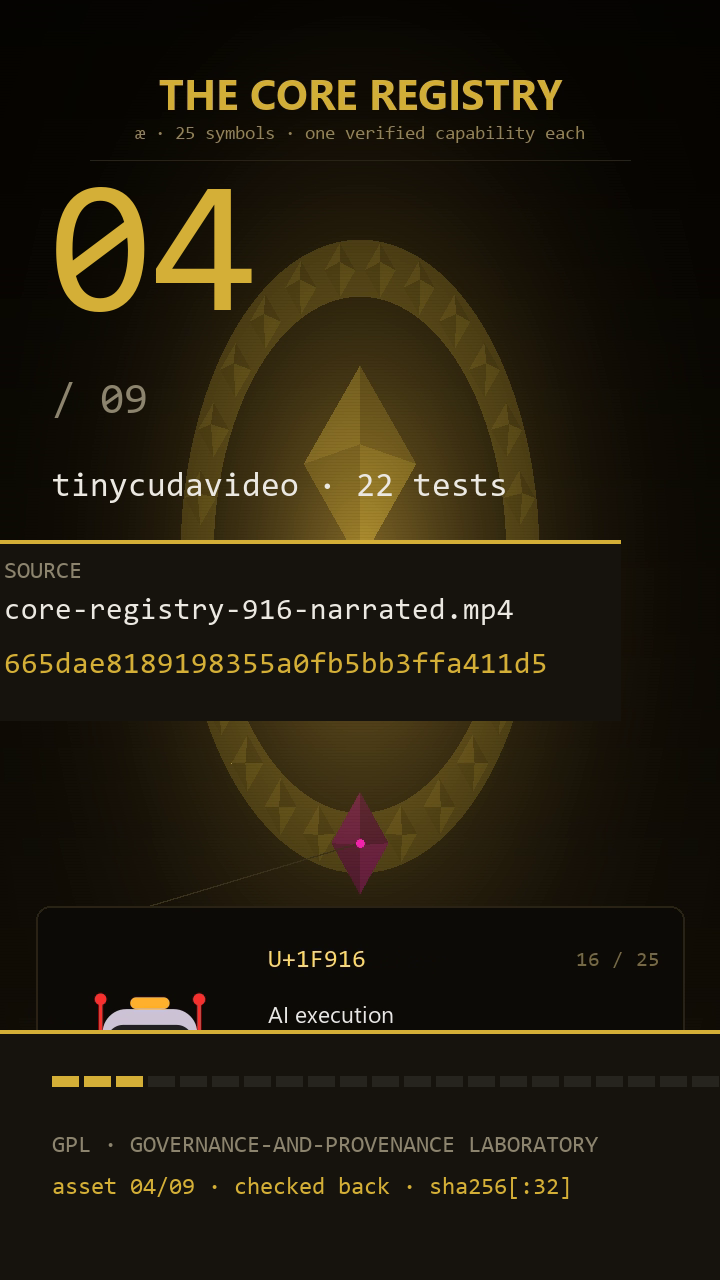 THE CORE REGISTRY
æ · 25 symbols · one verified capability each
04
/ 09
tinycudavideo · 22 tests
SOURCE
core-registry-916-narrated.mp4
665dae8189198355a0fb5bb3ffa411d5
U+1F916
16 / 25
AI execution
GPL · GOVERNANCE-AND-PROVENANCE LABORATORY
asset 04/09 · checked back · sha256[:32]